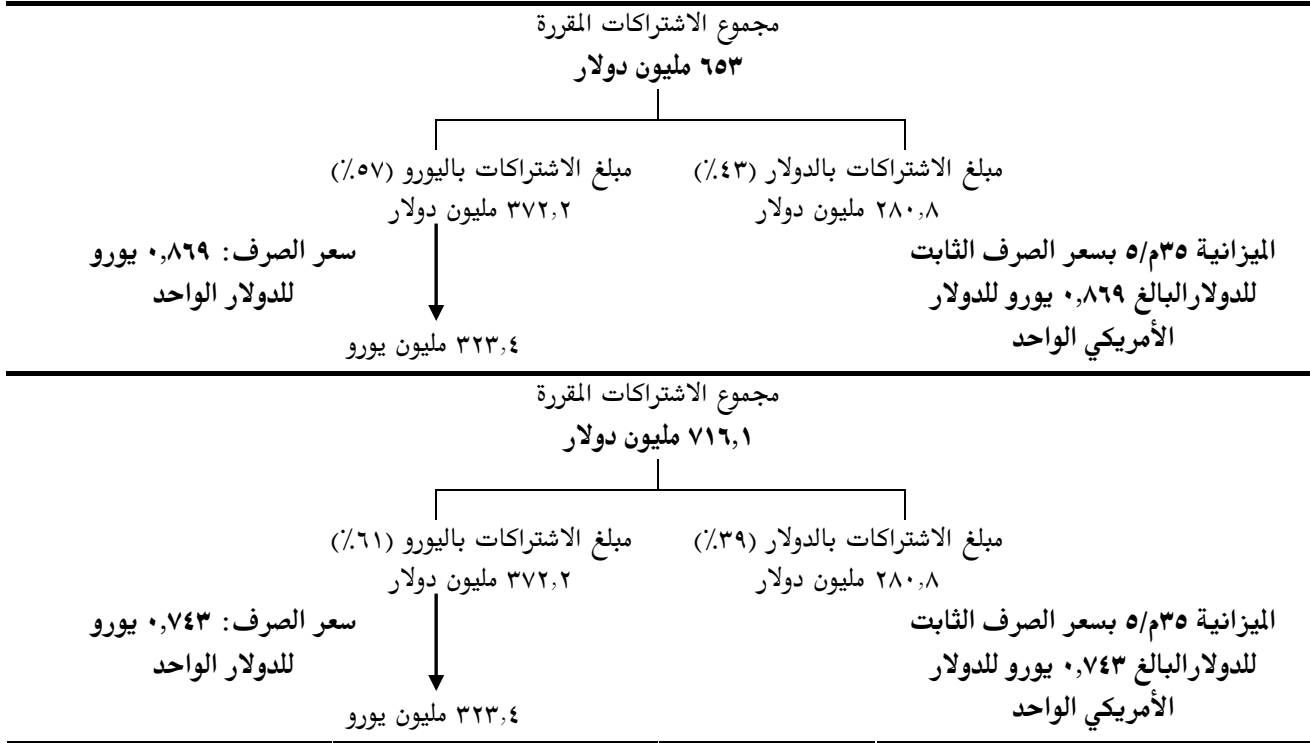 مجموع الاشتراكات المقررة
٦٥٣ مليون دولار
مبلغ الاشتراكات بالدولار (٤٣٪)
٢٨٠,٨ مليون دولار
مبلغ الاشتراكات باليورو (٥٧٪)
٣٧٢,٢ مليون دولار
الميزانية ٣٥م/٥ بسعر الصرف الثابت
للدولارالبالغ ٠,٨٦٩ يورو للدولار
الأمريكي الواحد
سعر الصرف: ٠,٨٦٩ يورو
للدولار الواحد
٣٢٣,٤ مليون يورو
مجموع الاشتراكات المقررة
٧١٦,١ مليون دولار
مبلغ الاشتراكات بالدولار (٣٩٪)
٢٨٠,٨ مليون دولار
مبلغ الاشتراكات باليورو (٦١٪)
٣٧٢,٢ مليون دولار
الميزانية ٣٥م/٥ بسعر الصرف الثابت
للدولارالبالغ ٠,٧٤٣ يورو للدولار
الأمريكي الواحد
سعر الصرف: ٠,٧٤٣ يورو
للدولار الواحد
٣٢٣,٤ مليون يورو